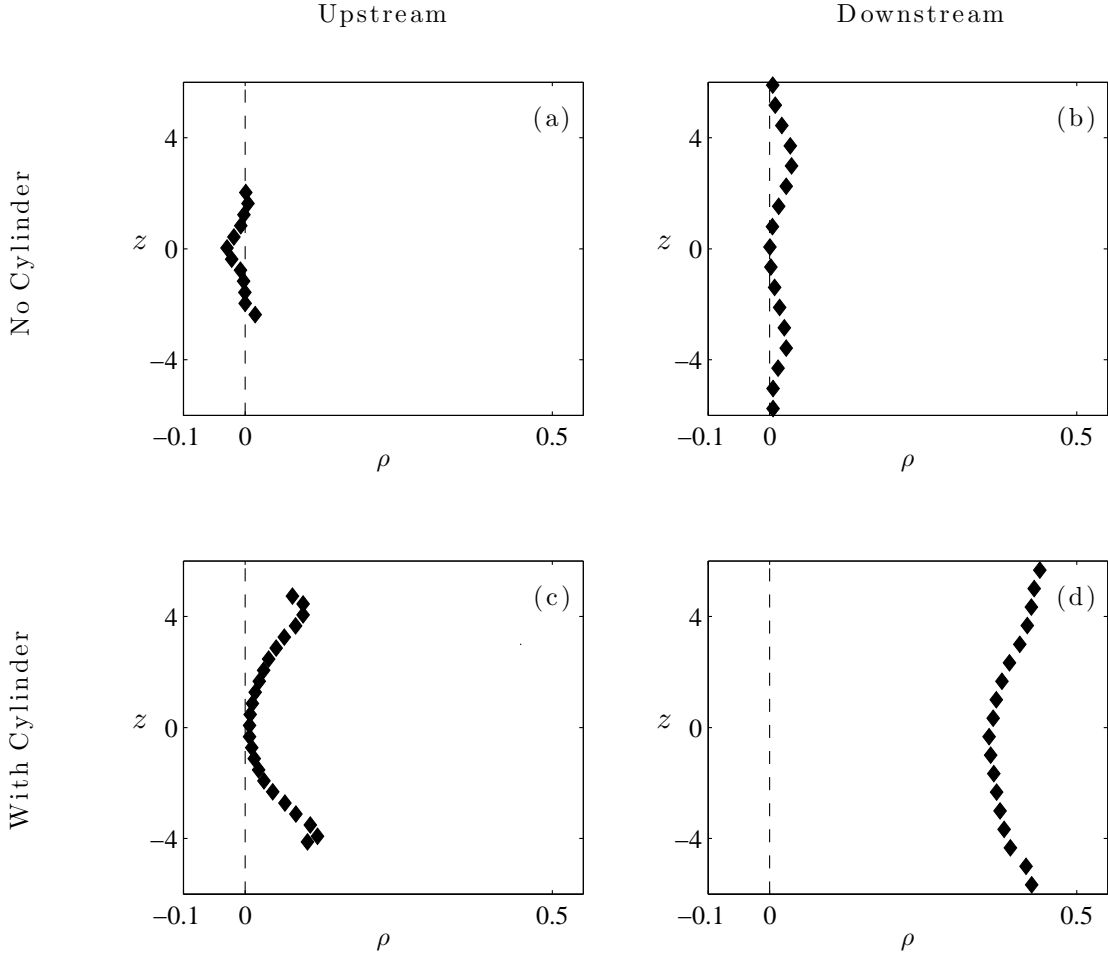 Upstream Downstream
(a) (b)
4 4
No Cylinder
z 0 z 0
−4 −4
−0.1 0 0.5 −0.1 0 0.5
ρ ρ
(c) (d)
4 4
With Cylinder
z 0 z 0
−4 −4
−0.1 0 0.5 −0.1 0 0.5
ρ ρ